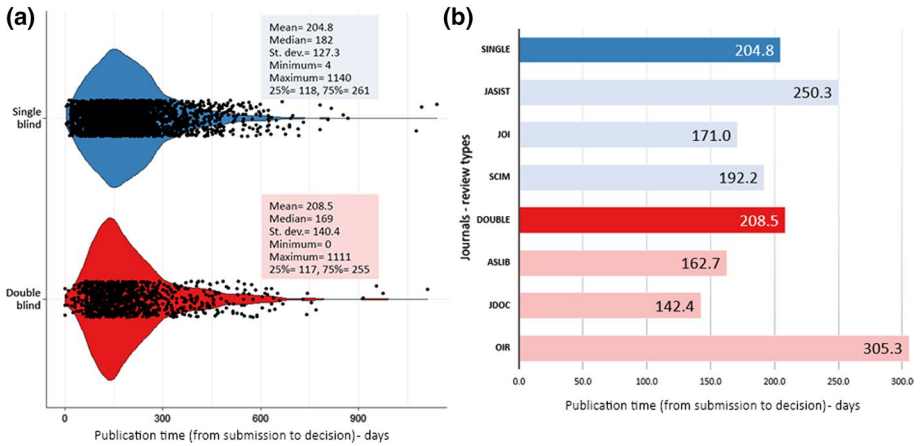 (a)
Mean= 204.8
Median= 182
St. dev.= 127.3
Minimum= 4
Maximum= 1140
25%= 118, 75%= 261
Single
blind
Mean= 208.5
Median= 169
St. dev.= 140.4
Minimum= 0
Maximum= 1111
25%= 117, 75%= 255
Double
blind
0 300 600 900
Publication time (from submission to decision)- days
(b)
Journals - review types
SINGLE 204.8
JASIST 250.3
JOI 171.0
SCIM 192.2
DOUBLE 208.5
ASLIB 162.7
JDOC 142.4
OIR 305.3
0.0 50.0 100.0 150.0 200.0 250.0 300.0
Publication time (from submission to decision) - days